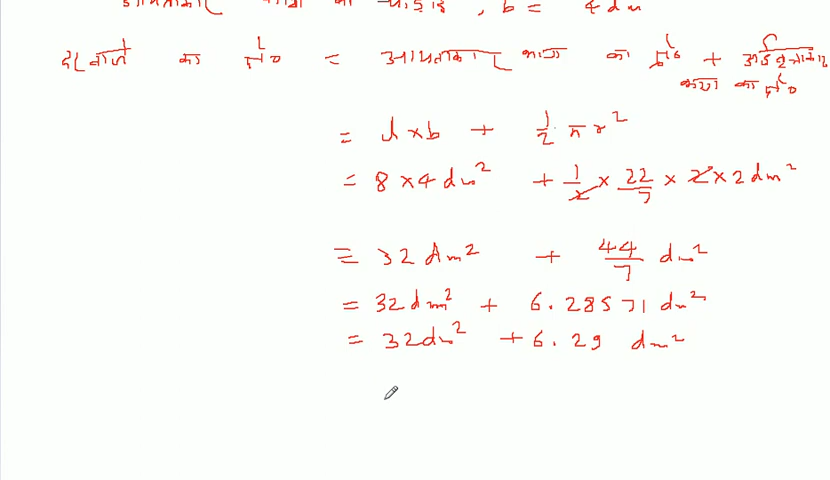 आयताकार भाग की चौड़ाई, b = 4 dm
दरवाजे का क्षे० = आयताकार भाग का क्षे० + अर्द्धवृत्ताकार
भाग का क्षे०
= l × b + 1/2 π r²
= 8 × 4 dm² + 1/2 × 22/7 × 2 × 2 dm²
= 32 dm² + 44/7 dm²
= 32 dm² + 6.28571 dm²
= 32 dm² + 6.29 dm²